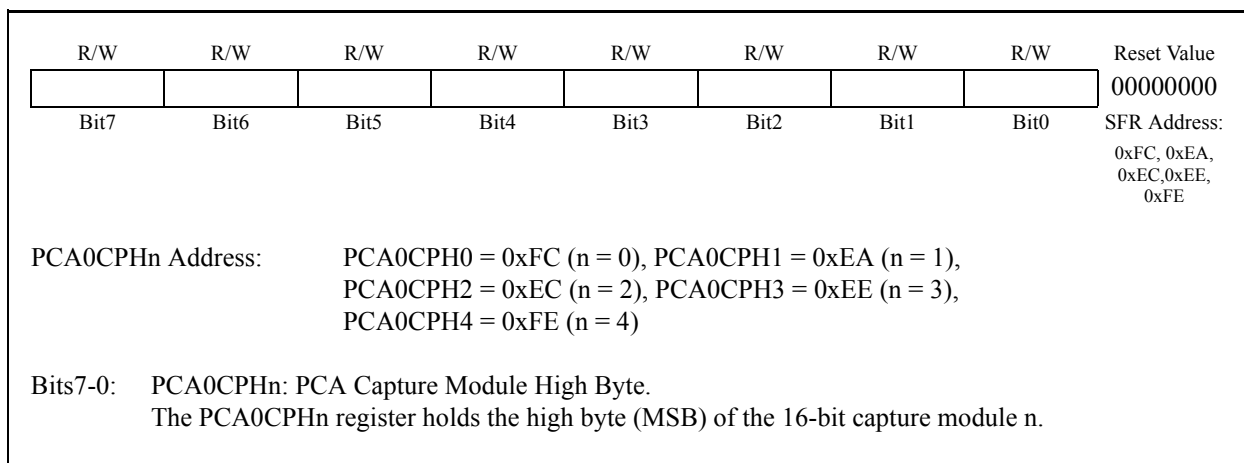 R/W R/W R/W R/W R/W R/W R/W R/W Reset Value
00000000
Bit7 Bit6 Bit5 Bit4 Bit3 Bit2 Bit1 Bit0 SFR Address:
0xFC, 0xEA,
0xEC,0xEE,
0xFE
PCA0CPHn Address: PCA0CPH0 = 0xFC (n = 0), PCA0CPH1 = 0xEA (n = 1),
PCA0CPH2 = 0xEC (n = 2), PCA0CPH3 = 0xEE (n = 3),
PCA0CPH4 = 0xFE (n = 4)
Bits7-0: PCA0CPHn: PCA Capture Module High Byte.
The PCA0CPHn register holds the high byte (MSB) of the 16-bit capture module n.